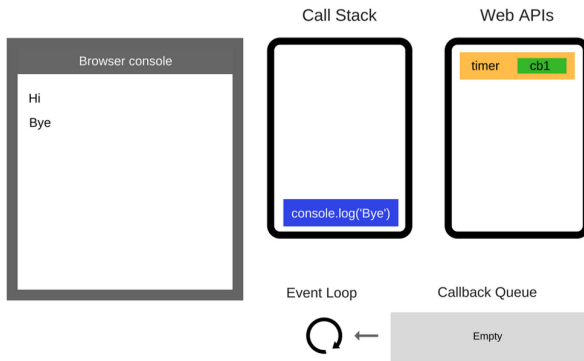 Call Stack
Web APIs
Browser console
Hi
Bye
timer
cb1
console.log('Bye')
Event Loop
Callback Queue
Empty